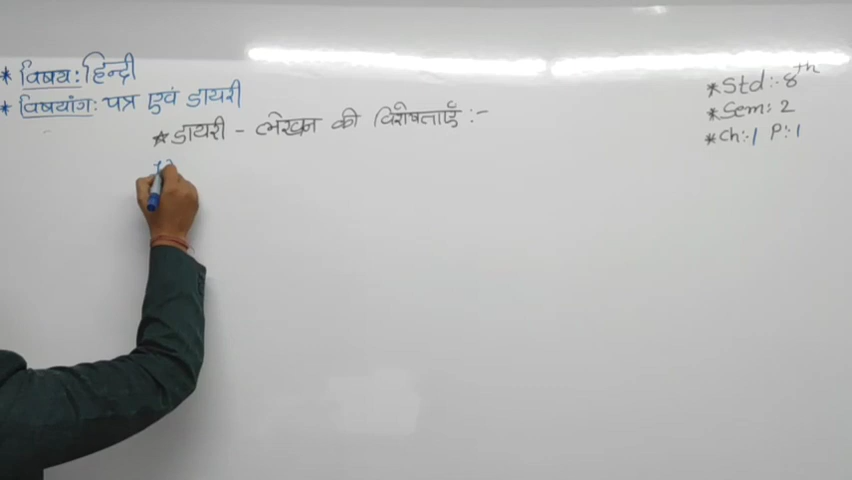 * विषय: हिन्दी
* विषयांग: पत्र एवं डायरी
* डायरी - लेखन की विशेषताएँ :-
* Std :- 8th
* Sem: 2
* Ch:-1 P:-1